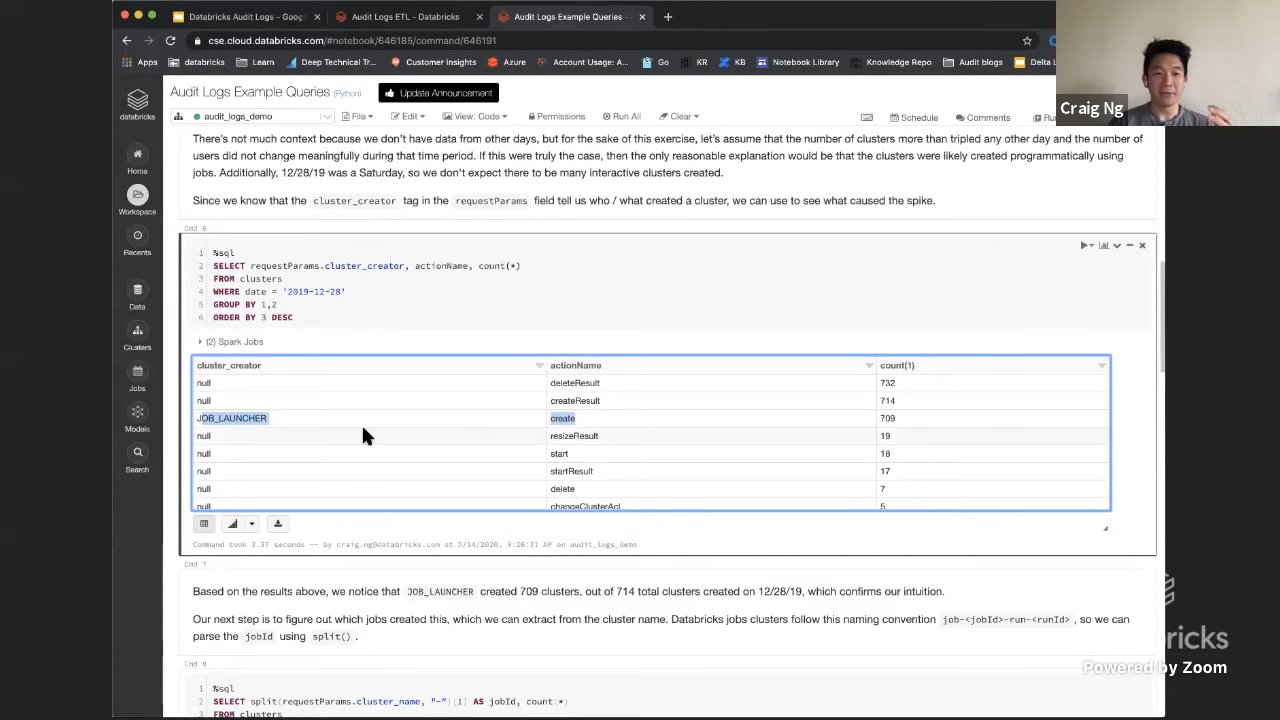 Databricks Audit Logs - Goog
Audit Logs ETL - Databricks
Audit Logs Example Queries -
cse.cloud.databricks.com/#notebook/646185/command/646191
Apps
databricks
Learn
Deep Technical Tr...
Customer Insights
Azure
Account Usage A...
Go
KR
KB
Notebook Library
Knowledge Repo
Audit blogs
Delta L
Craig Ng
databricks
Home
Workspace
Recents
Data
Clusters
Jobs
Models
Search
Audit Logs Example Queries (Python)
Update Announcement
audit_logs_demo
File
Edit
View: Code
Permissions
Run All
Clear
Schedule
Comments
Ru
There's not much context because we don't have data from other days, but for the sake of this exercise, let's assume that the number of clusters more than tripled any other day and the number of
users did not change meaningfully during that time period. If this were truly the case, then the only reasonable explanation would be that the clusters were likely created programmatically using
jobs. Additionally, 12/28/19 was a Saturday, so we don't expect there to be many interactive clusters created.
Since we know that the cluster_creator tag in the requestParams field tell us who / what created a cluster, we can use to see what caused the spike.
Cmd 6
1 %sql
2 SELECT requestParams.cluster_creator, actionName, count(*)
3 FROM clusters
4 WHERE date = '2019-12-28'
5 GROUP BY 1,2
6 ORDER BY 3 DESC
(2) Spark Jobs
cluster_creator actionName count(1)
null deleteResult 732
null createResult 714
JOB_LAUNCHER create 709
null resizeResult 19
null start 18
null startResult 17
null delete 7
null changeClusterAcl 5
Command took 2.37 seconds -- by craig.ng@databricks.com at 5/14/2020, 9:26:31 AM on audit_logs_demo
Cmd 7
Based on the results above, we notice that JOB_LAUNCHER created 709 clusters, out of 714 total clusters created on 12/28/19, which confirms our intuition.
Our next step is to figure out which jobs created this, which we can extract from the cluster name. Databricks jobs clusters follow this naming convention job-<jobId>-run-<runId> , so we can
parse the jobId using split() .
ricks
Powered by Zoom
Cmd 8
1 %sql
2 SELECT split(requestParams.cluster_name, "-")[1] AS jobId, count(*)
3 FROM clusters